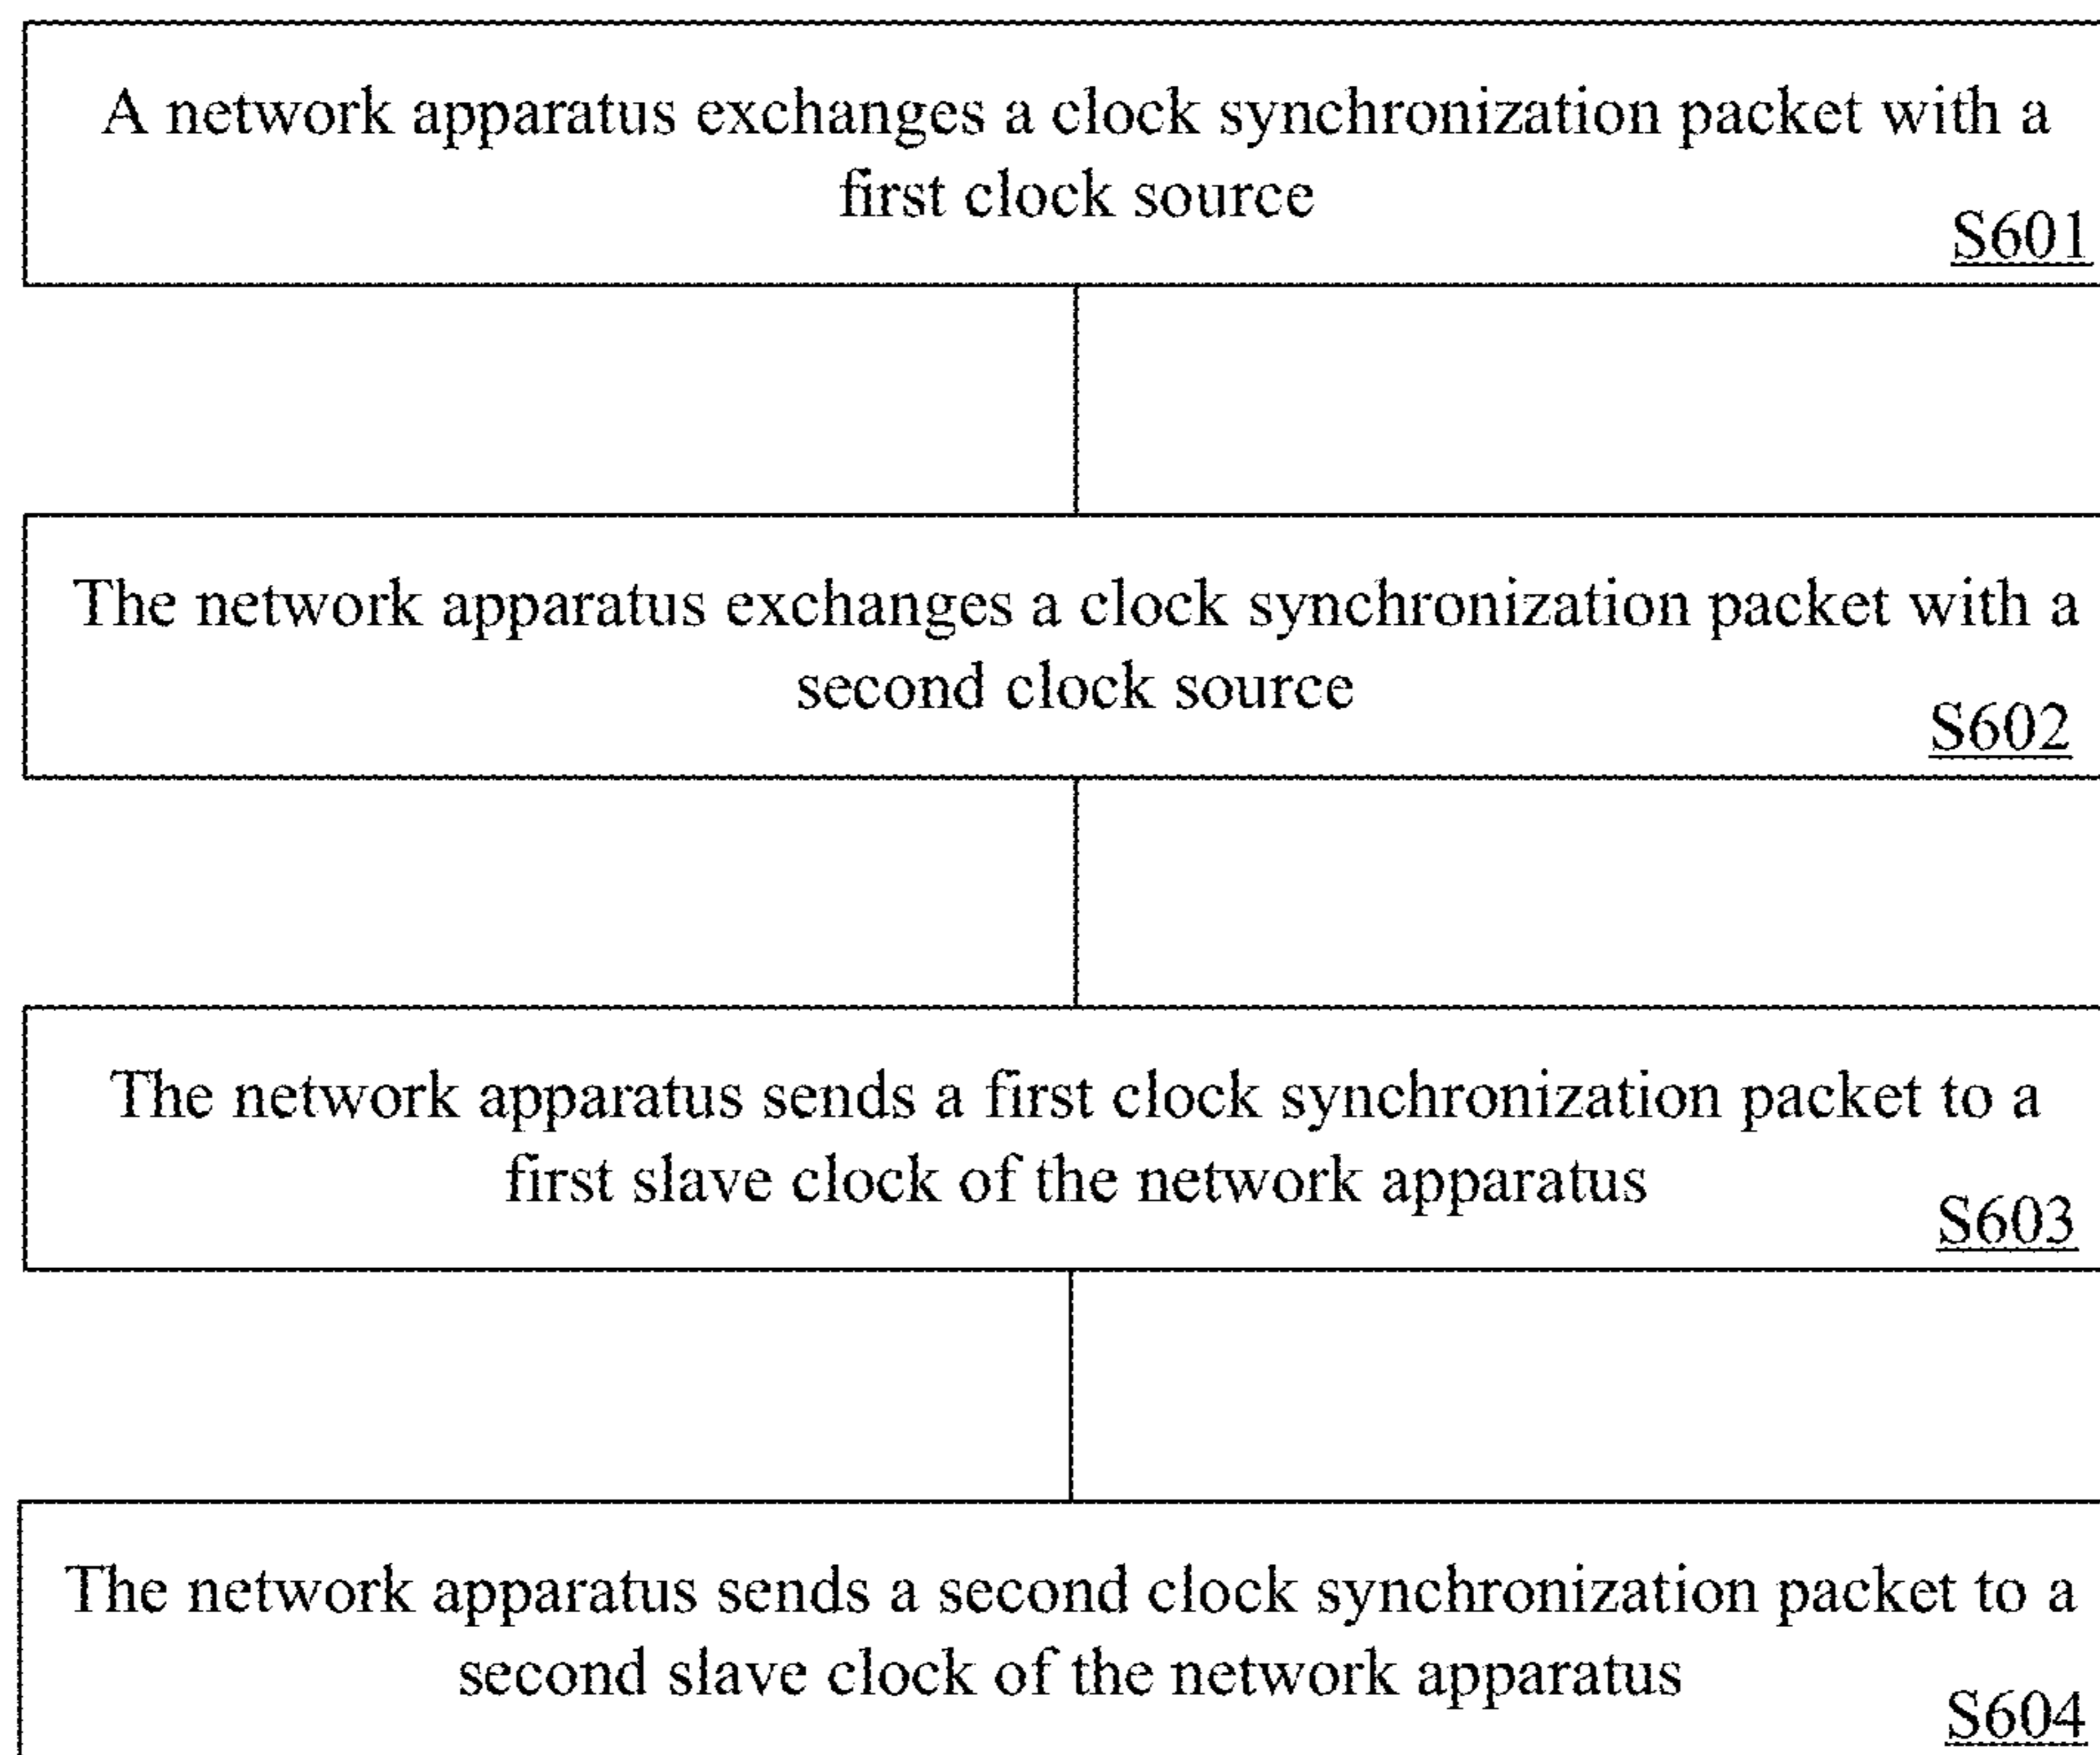 A network apparatus exchanges a clock synchronization packet with a
first clock source
S601
The network apparatus exchanges a clock synchronization packet with a
second clock source
S602
The network apparatus sends a first clock synchronization packet to a
first slave clock of the network apparatus
S603
The network apparatus sends a second clock synchronization packet to a
second slave clock of the network apparatus
S604